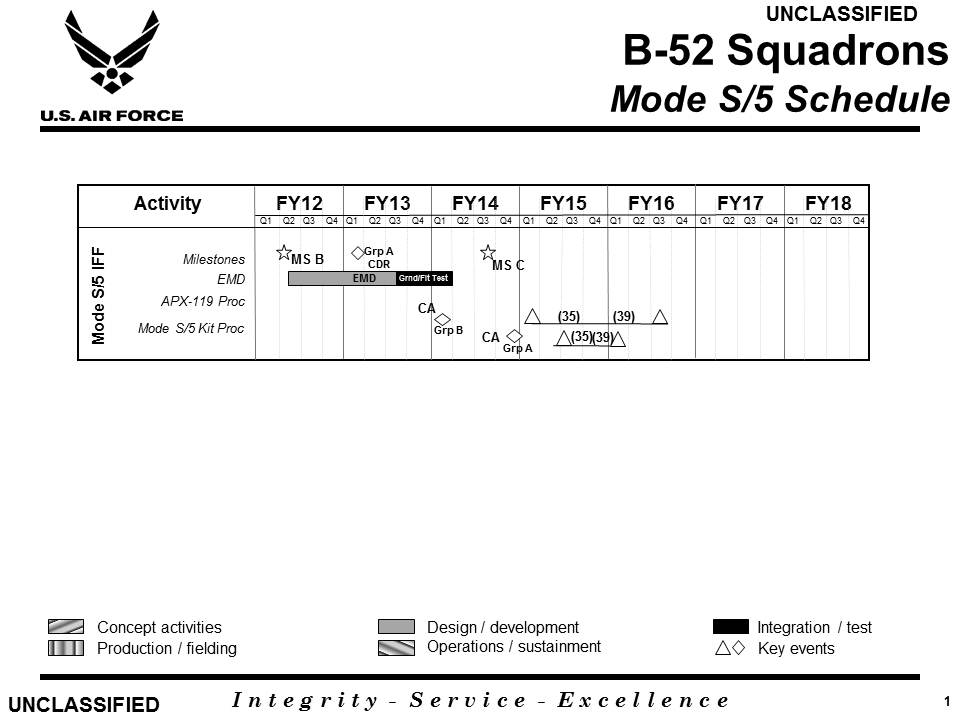 UNCLASSIFIED
B-52 Squadrons
Mode S/5 Schedule
U.S. AIR FORCE
Activity FY12 FY13 FY14 FY15 FY16 FY17 FY18
Q1 Q2 Q3 Q4 Q1 Q2 Q3 Q4 Q1 Q2 Q3 Q4 Q1 Q2 Q3 Q4 Q1 Q2 Q3 Q4 Q1 Q2 Q3 Q4 Q1 Q2 Q3 Q4
Mode S/5 IFF
Milestones MS B Grp A
CDR MS C
EMD EMD Grnd/Flt Test
APX-119 Proc
CA (35) (39)
Mode S/5 Kit Proc Grp B
CA (35) (39)
Grp A
Concept activities Design / development Integration / test
Production / fielding Operations / sustainment Key events
UNCLASSIFIED Integrity - Service - Excellence 1